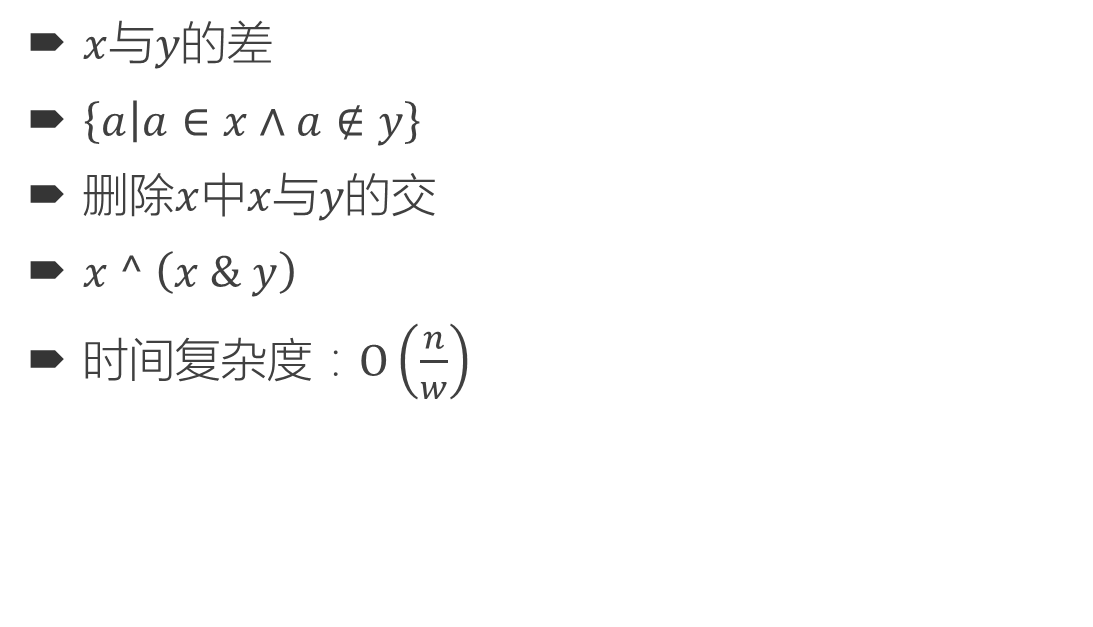 x与y的差
{a|a ∈ x ∧ a ∉ y}
删除x中x与y的交
x ^ (x & y)
时间复杂度：O(n/w)